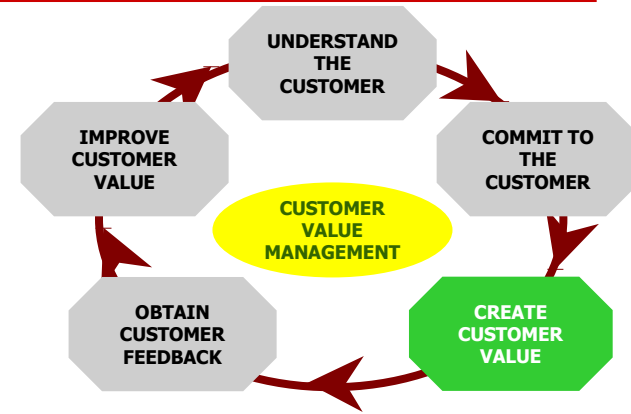 UNDERSTAND
THE
CUSTOMER
IMPROVE
CUSTOMER
VALUE
COMMIT TO
THE
CUSTOMER
CUSTOMER
VALUE
MANAGEMENT
OBTAIN
CUSTOMER
FEEDBACK
CREATE
CUSTOMER
VALUE